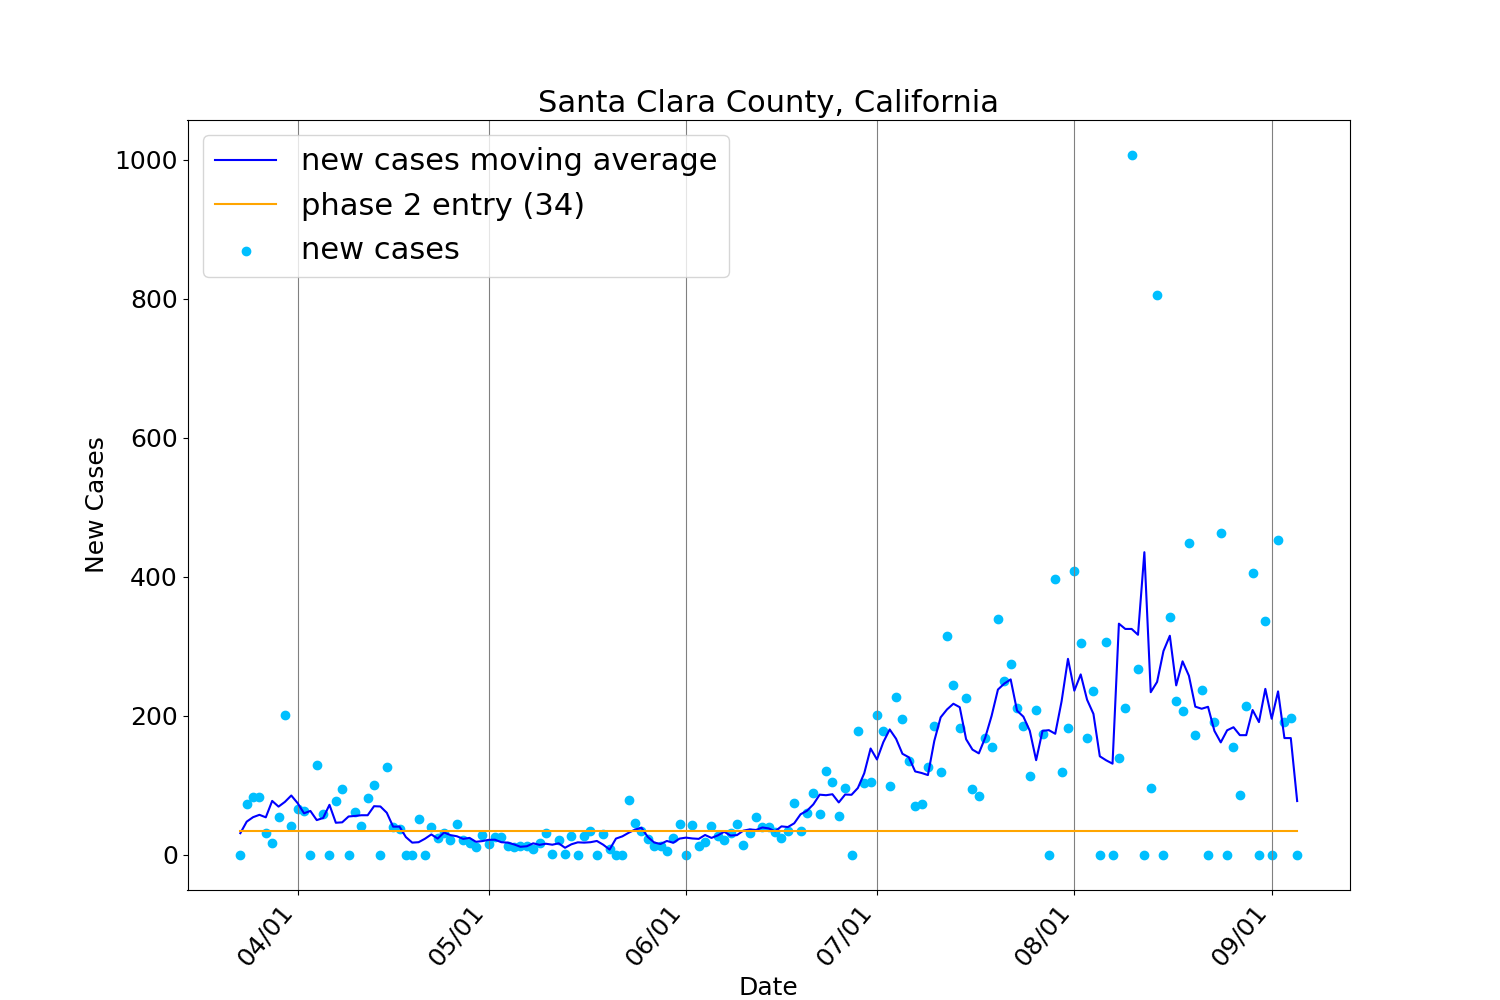 Santa Clara County, California
new cases moving average
phase 2 entry (34)
new cases
1000
800
600
400
200
0
New Cases
04/01
05/01
06/01
07/01
08/01
09/01
Date